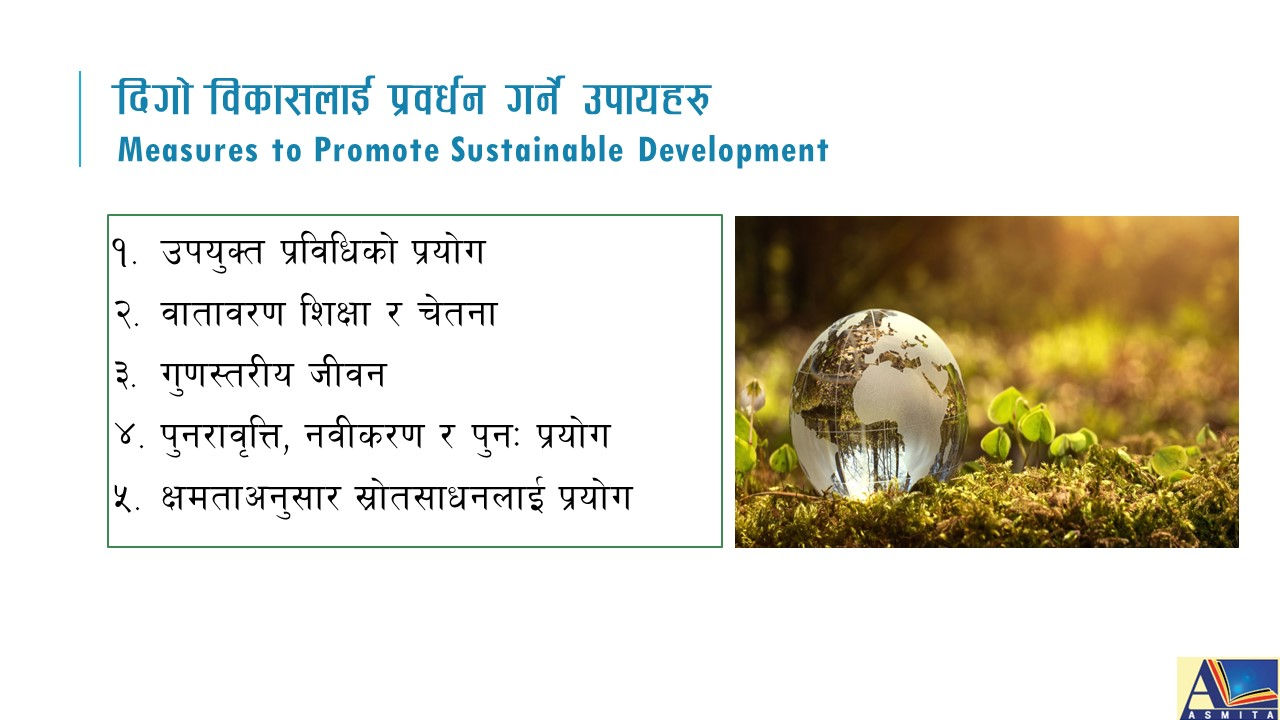 दिगो विकासलाई प्रवर्धन गर्ने उपायहरु
Measures to Promote Sustainable Development
१. उपयुक्त प्रविधिको प्रयोग
२. वातावरण शिक्षा र चेतना
३. गुणस्तरीय जीवन
४. पुनरावृत्ति, नवीकरण र पुनः प्रयोग
५. क्षमताअनुसार स्रोतसाधनलाई प्रयोग
ASMITA